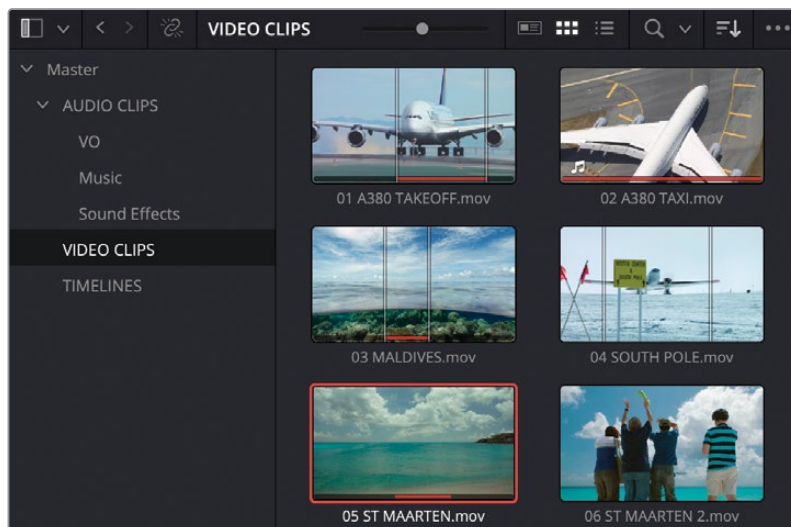 VIDEO CLIPS
Master
AUDIO CLIPS
VO
Music
Sound Effects
VIDEO CLIPS
TIMELINES
01 A380 TAKEOFF.mov
02 A380 TAXI.mov
03 MALDIVES.mov
04 SOUTH POLE.mov
05 ST MAARTEN.mov
06 ST MAARTEN 2.mov